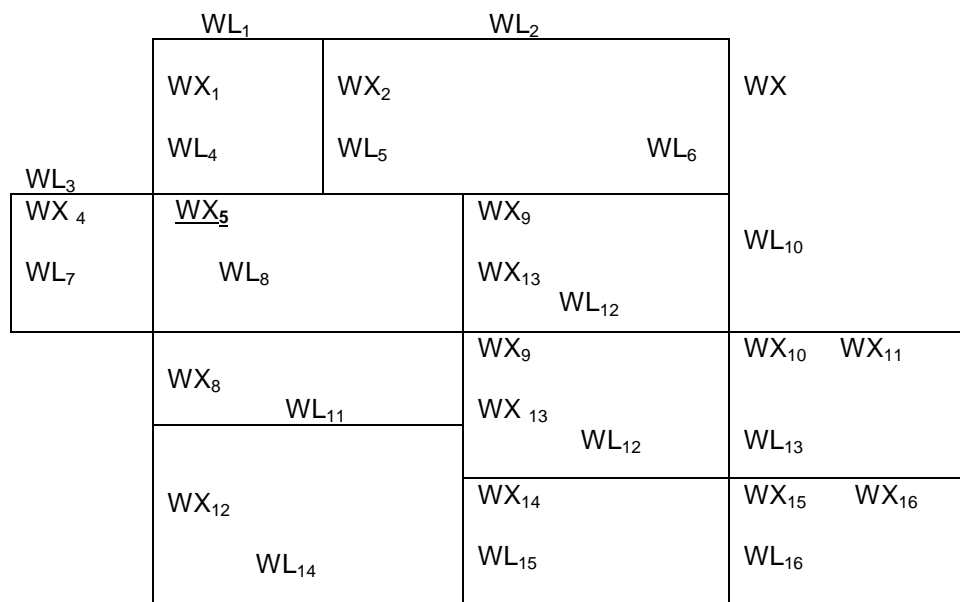 WL₁ WL₂
WX₁ WX₂ WX
WL₄ WL₅ WL₆
WL₃
WX ₄ WX₅ WX₉
WL₁₀
WL₇ WL₈ WX₁₃
WL₁₂
WX₉ WX₁₀ WX₁₁
WX₈
WL₁₁ WX ₁₃
WL₁₂ WL₁₃
WX₁₄ WX₁₅ WX₁₆
WX₁₂
WL₁₄ WL₁₅ WL₁₆